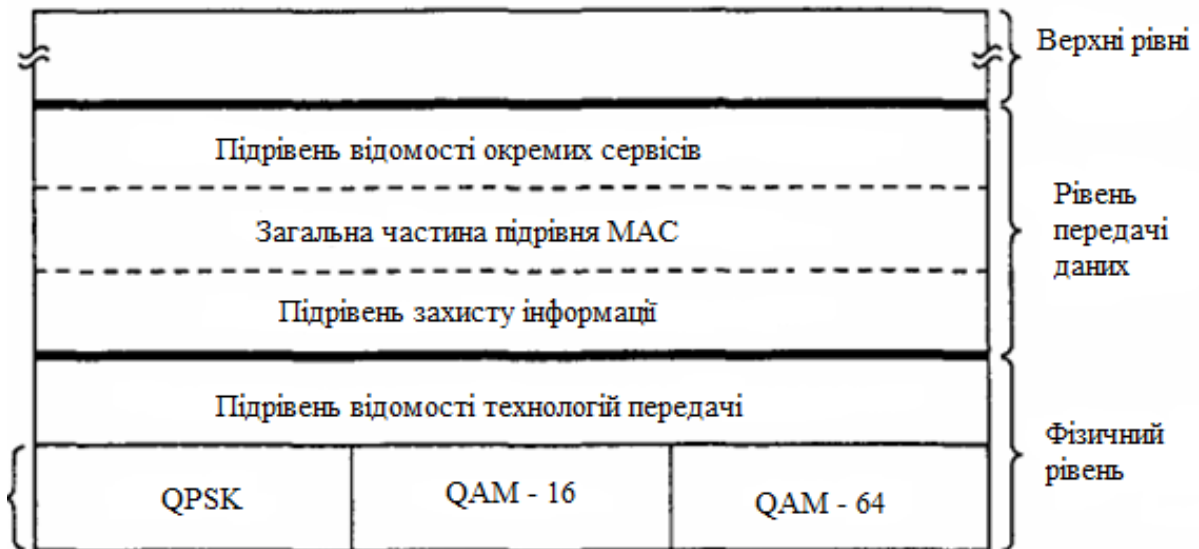 Верхні рівні
Підрівень відомості окремих сервісів
Загальна частина підрівня MAC
Підрівень захисту інформації
Рівень
передачі
даних
Підрівень відомості технологій передачі
QPSK
QAM - 16
QAM - 64
Фізичний
рівень